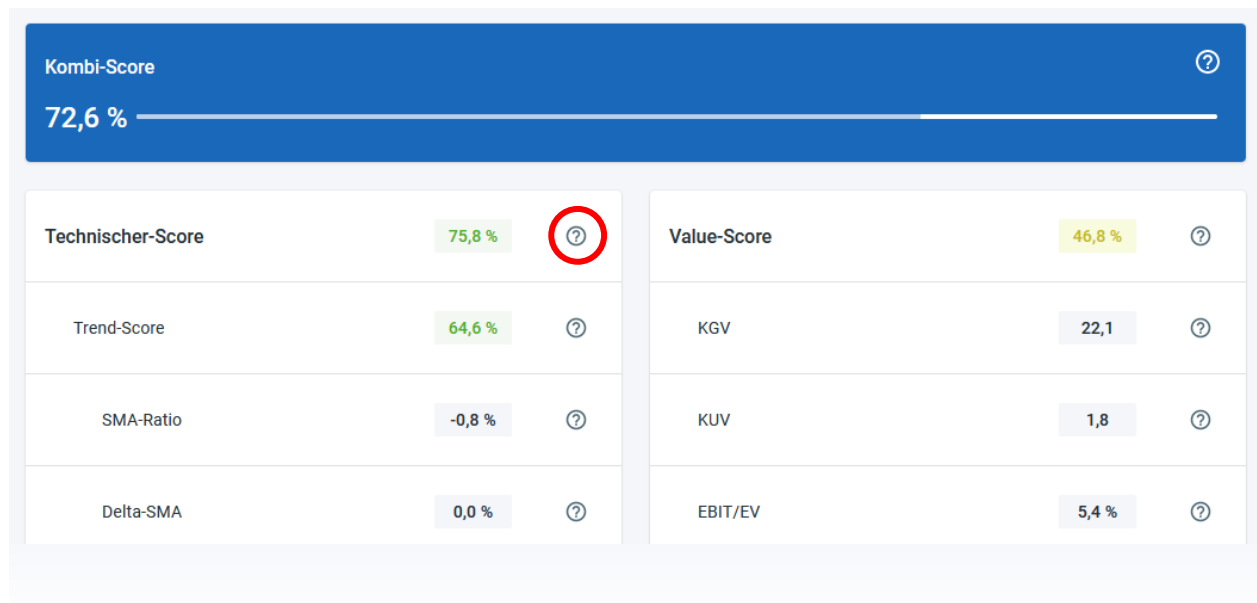 Kombi-Score
72,6 %
Technischer-Score 75,8 %
Trend-Score 64,6 %
SMA-Ratio -0,8 %
Delta-SMA 0,0 %
Value-Score 46,8 %
KGV 22,1
KUV 1,8
EBIT/EV 5,4 %